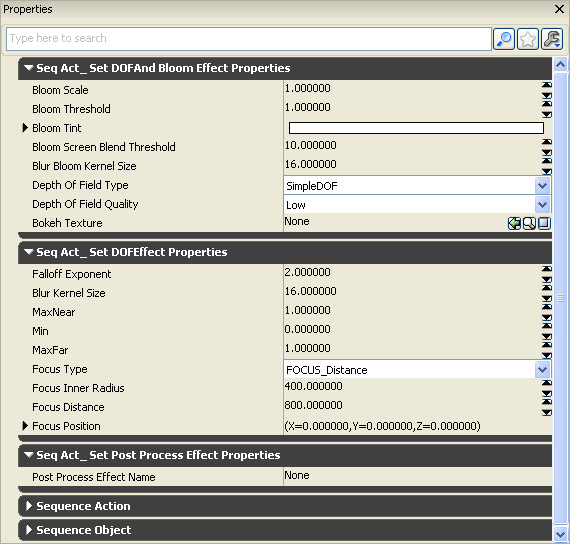 Properties
Type here to search
Seq Act_ Set DOFAnd Bloom Effect Properties
Bloom Scale 1.000000
Bloom Threshold 1.000000
Bloom Tint
Bloom Screen Blend Threshold 10.000000
Blur Bloom Kernel Size 16.000000
Depth Of Field Type SimpleDOF
Depth Of Field Quality Low
Bokeh Texture None
Seq Act_ Set DOFEffect Properties
Falloff Exponent 2.000000
Blur Kernel Size 16.000000
MaxNear 1.000000
Min 0.000000
MaxFar 1.000000
Focus Type FOCUS_Distance
Focus Inner Radius 400.000000
Focus Distance 800.000000
Focus Position (X=0.000000,Y=0.000000,Z=0.000000)
Seq Act_ Set Post Process Effect Properties
Post Process Effect Name None
Sequence Action
Sequence Object